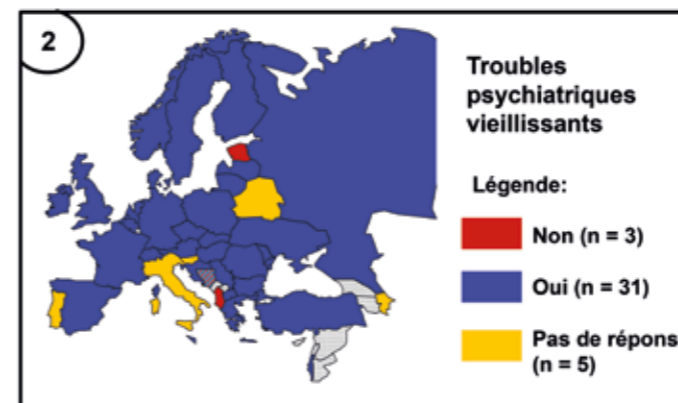 2
Troubles
psychiatriques
vieillissants
Légende:
Non (n = 3)
Oui (n = 31)
Pas de répons
(n = 5)